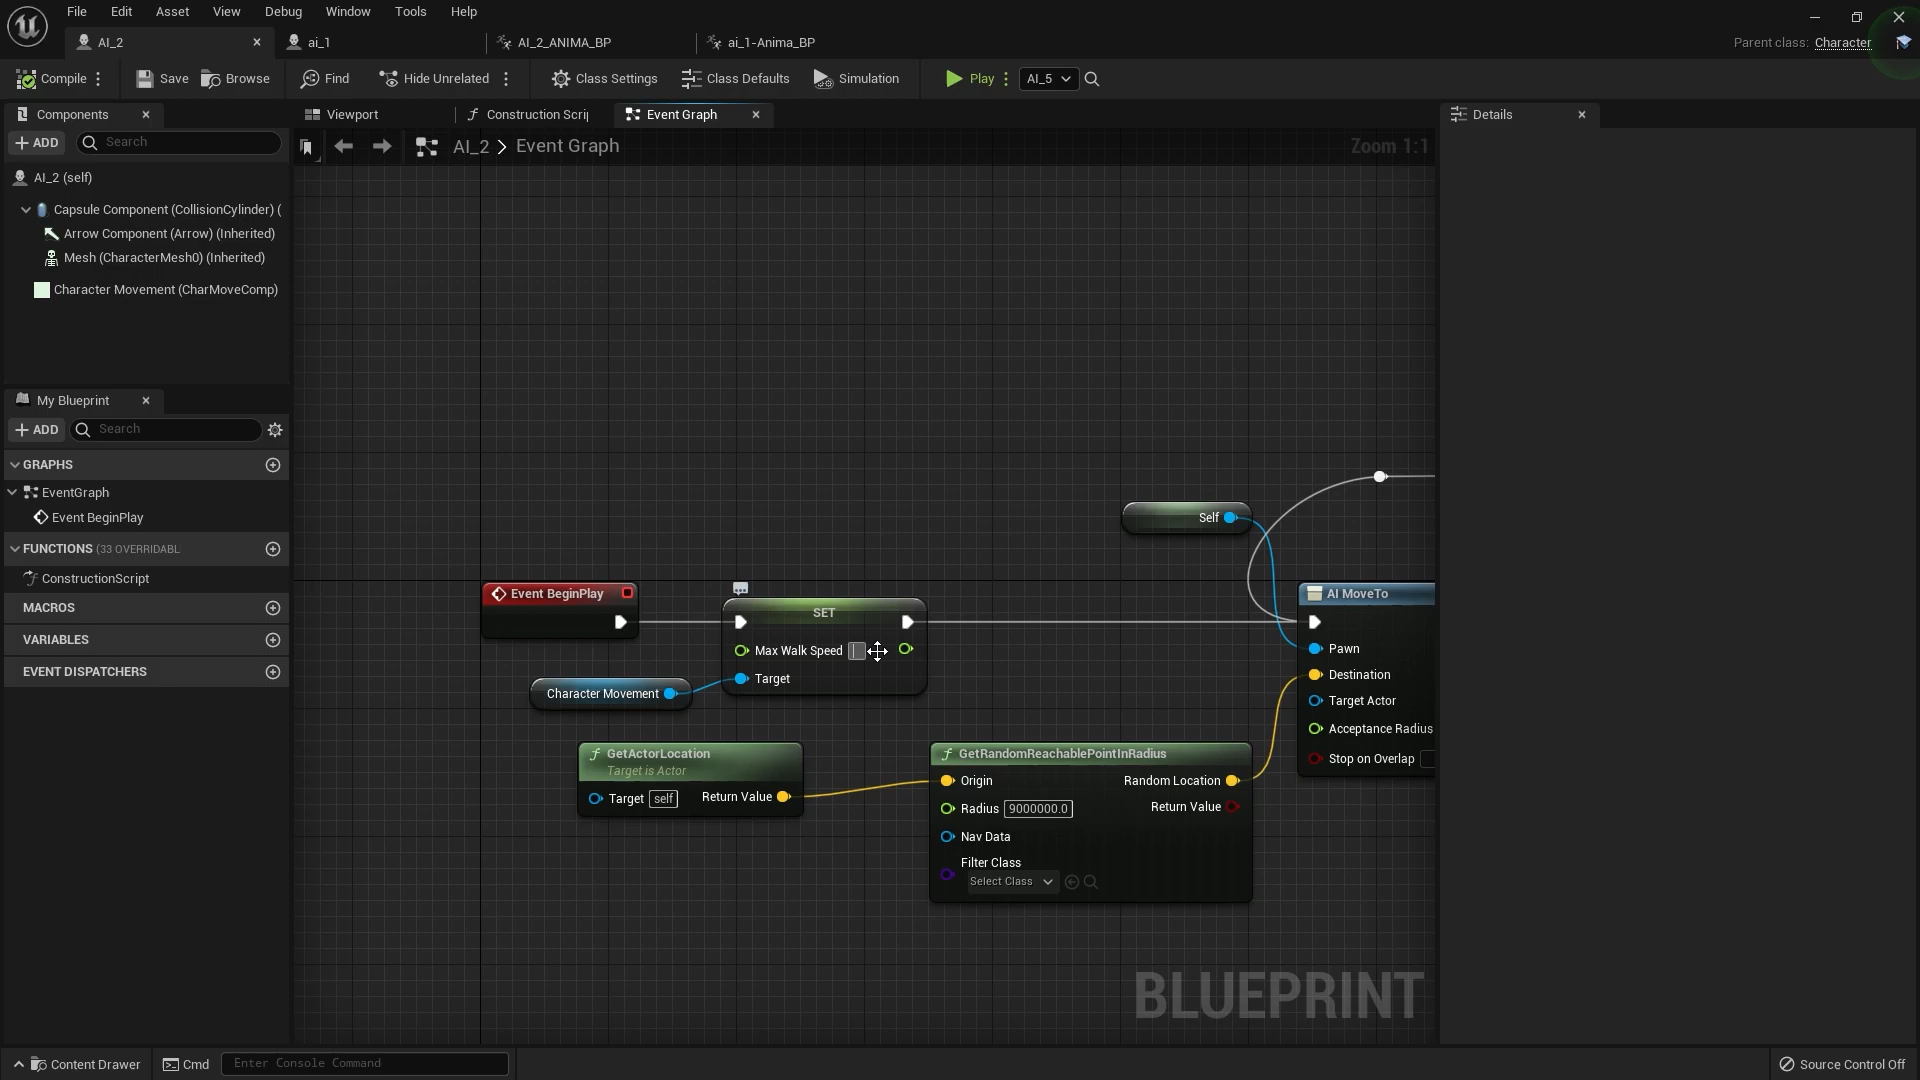 File Edit Asset View Debug Window Tools Help
AI_2
ai_1
AI_2_ANIMA_BP
ai_1-Anima_BP
Parent class: Character
Compile
Save
Browse
Find
Hide Unrelated
Class Settings
Class Defaults
Simulation
Play
AI_5
Components
Viewport
Construction Scri
Event Graph
Details
ADD
Search
AI_2 > Event Graph
Zoom 1:1
AI_2 (self)
Capsule Component (CollisionCylinder) (
Arrow Component (Arrow) (Inherited)
Mesh (CharacterMesh0) (Inherited)
Character Movement (CharMoveComp)
My Blueprint
ADD
Search
GRAPHS
EventGraph
Event BeginPlay
FUNCTIONS (33 OVERRIDABL
ConstructionScript
MACROS
VARIABLES
EVENT DISPATCHERS
Self
Event BeginPlay
SET
Max Walk Speed
Target
Character Movement
AI MoveTo
Pawn
Destination
Target Actor
Acceptance Radius
Stop on Overlap
GetActorLocation
Target is Actor
Target self
Return Value
GetRandomReachablePointInRadius
Origin
Random Location
Radius 9000000.0
Return Value
Nav Data
Filter Class
Select Class
BLUEPRINT
Content Drawer
Cmd
Enter Console Command
Source Control Off